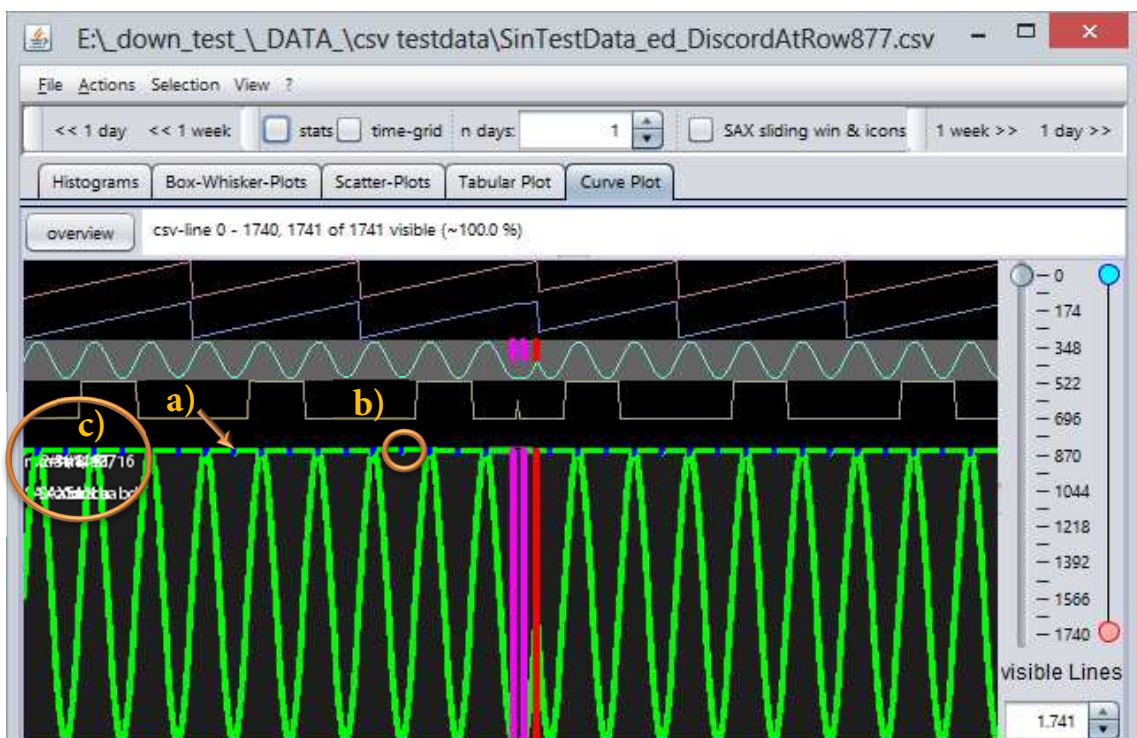 E:\_down_test_\_DATA_\csv testdata\SinTestData_ed_DiscordAtRow877.csv
File Actions Selection View ?
<< 1 day << 1 week stats time-grid n days: 1 SAX sliding win & icons 1 week >> 1 day >>
Histograms Box-Whisker-Plots Scatter-Plots Tabular Plot Curve Plot
overview csv-line 0 - 1740, 1741 of 1741 visible (~100.0 %)
0
174
348
522
a) b)
696
c)
870
1044
1218
1392
1566
1740
visible Lines
1.741